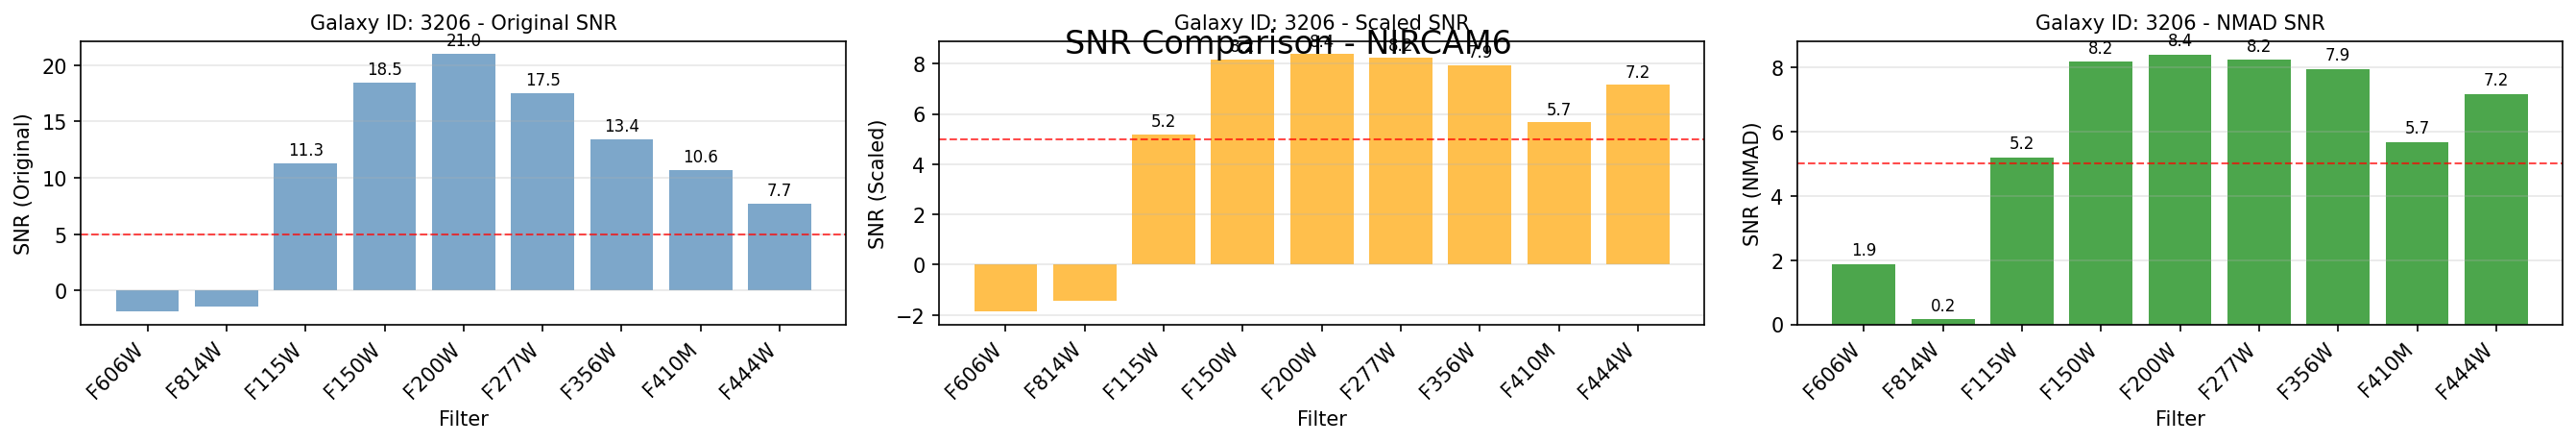 SNR Comparison - NIRCAM6
Galaxy ID: 3206 - Original SNR
SNR (Original)
20
15
10
5
0
11.3
18.5
21.0
17.5
13.4
10.6
7.7
F606W
F814W
F115W
F150W
F200W
F277W
F356W
F410M
F444W
Filter
Galaxy ID: 3206 - Scaled SNR
SNR (Scaled)
8
6
4
2
0
−2
5.2
7.9
5.7
7.2
F606W
F814W
F115W
F150W
F200W
F277W
F356W
F410M
F444W
Filter
Galaxy ID: 3206 - NMAD SNR
SNR (NMAD)
8
6
4
2
0
1.9
0.2
5.2
8.2
8.4
8.2
7.9
5.7
7.2
F606W
F814W
F115W
F150W
F200W
F277W
F356W
F410M
F444W
Filter